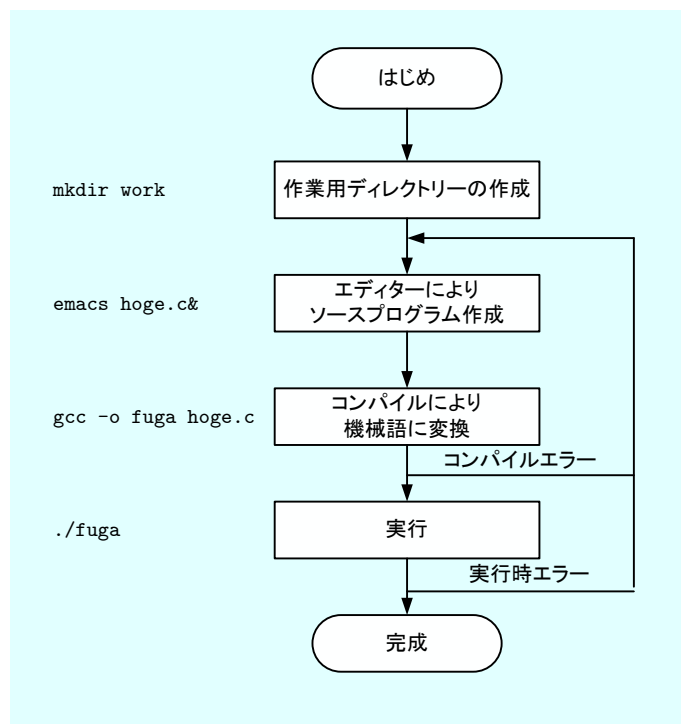 はじめ
mkdir work
作業用ディレクトリーの作成
emacs hoge.c&
エディターにより
ソースプログラム作成
gcc -o fuga hoge.c
コンパイルにより
機械語に変換
コンパイルエラー
./fuga
実行
実行時エラー
完成